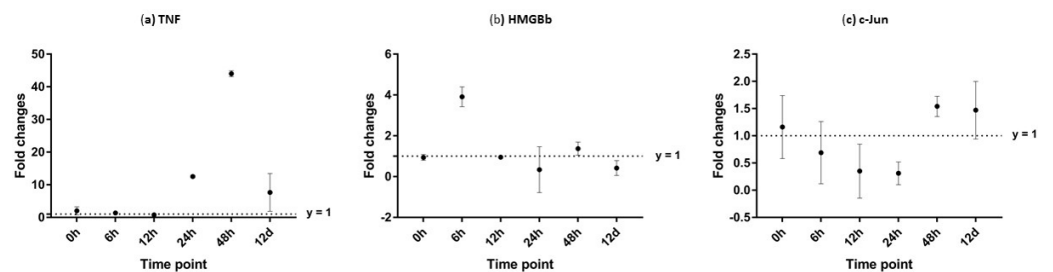 (a) TNF
(b) HMGBb
(c) c-Jun
Fold changes
50
40
30
20
10
0
y = 1
0h
6h
12h
24h
48h
12d
Time point
Fold changes
6
4
2
0
-2
y = 1
0h
6h
12h
24h
48h
12d
Time point
Fold changes
2.5
2.0
1.5
1.0
0.5
0.0
-0.5
y = 1
0h
6h
12h
24h
48h
12d
Time point